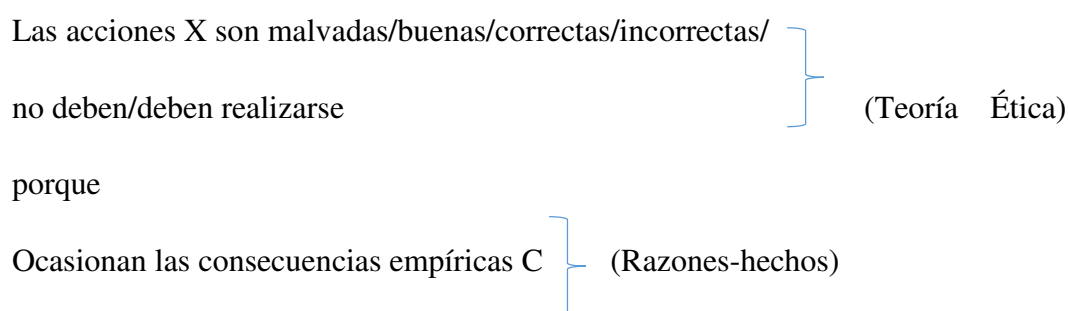 Las acciones X son malvadas/buenas/correctas/incorrectas/
no deben/deben realizarse (Teoría Ética)
porque
Ocasionan las consecuencias empíricas C (Razones-hechos)